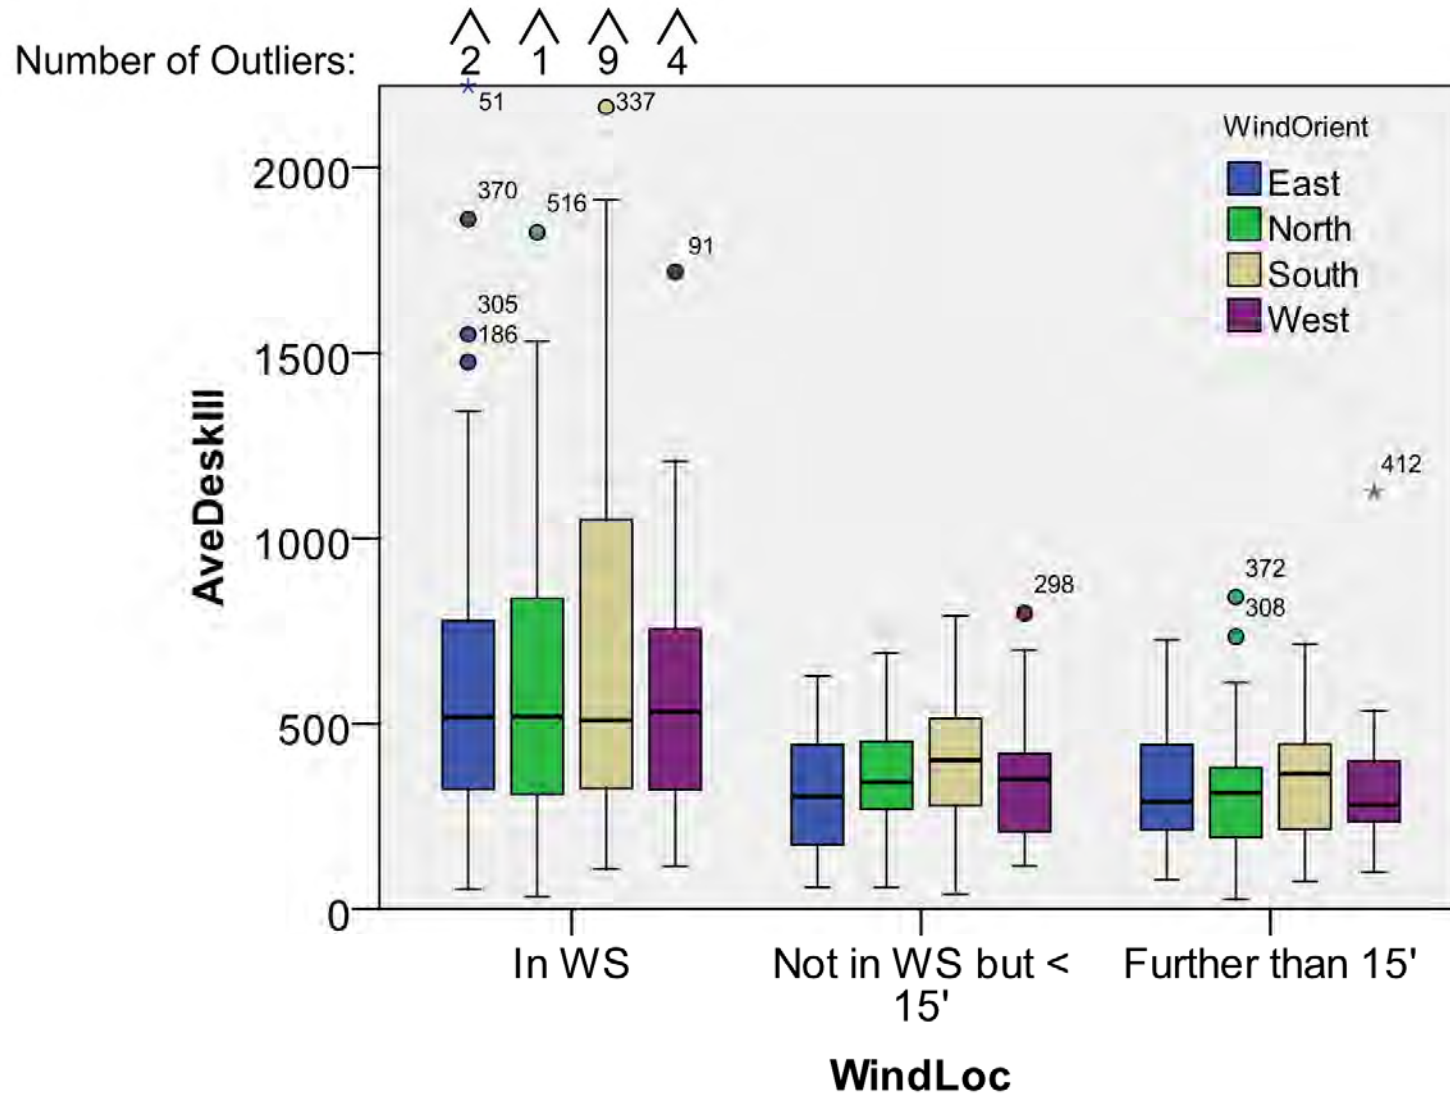 Number of Outliers: 2 1 9 4
51
337
2000
370
516
WindOrient
East
North
South
West
91
305
186
1500
AveDeskIll
412
1000
372
298
308
500
0
In WS
Not in WS but <
15'
Further than 15'
WindLoc